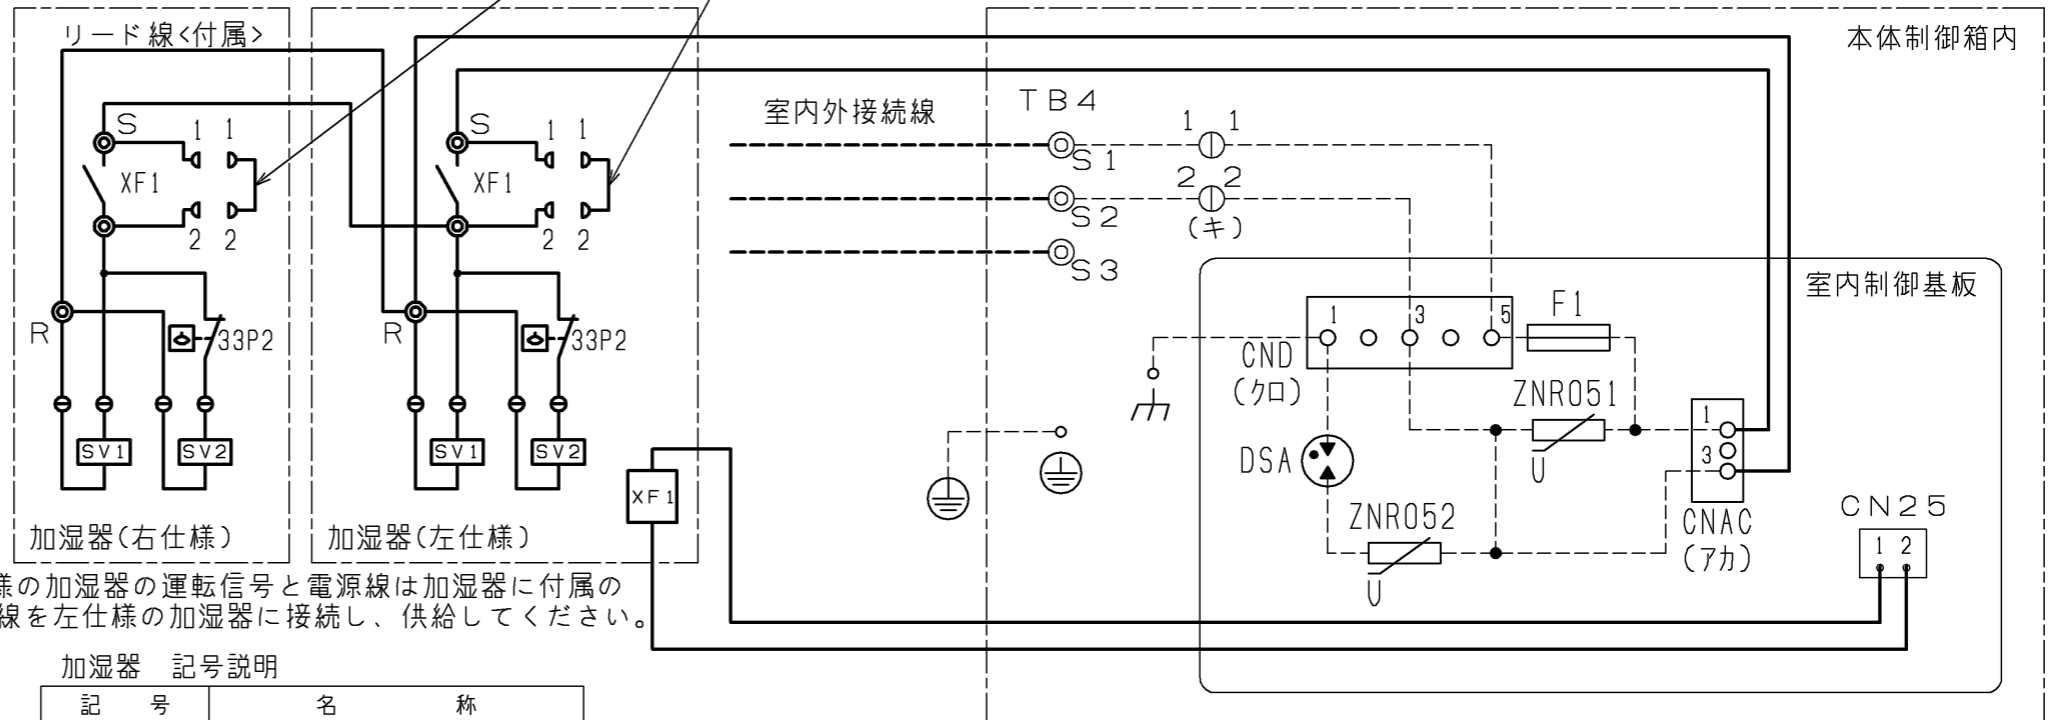 リード線<付属>
本体制御箱内
室内外接続線
TB4
S
1
1
XF1
2
2
S
1
1
XF1
2
2
1
1
S1
2
2
S2
(キ)
S3
室内制御基板
R
33P2
R
33P2
1
3
5
F1
CND
(クロ)
ZNR051
U
1
3
CNAC
(アカ)
DSA
ZNR052
U
SV1
SV2
SV1
SV2
XF1
CN25
1
2
加湿器(右仕様)
加湿器(左仕様)
様の加湿器の運転信号と電源線は加湿器に付属の
線を左仕様の加湿器に接続し、供給してください。
加湿器 記号説明
記 号
名 称